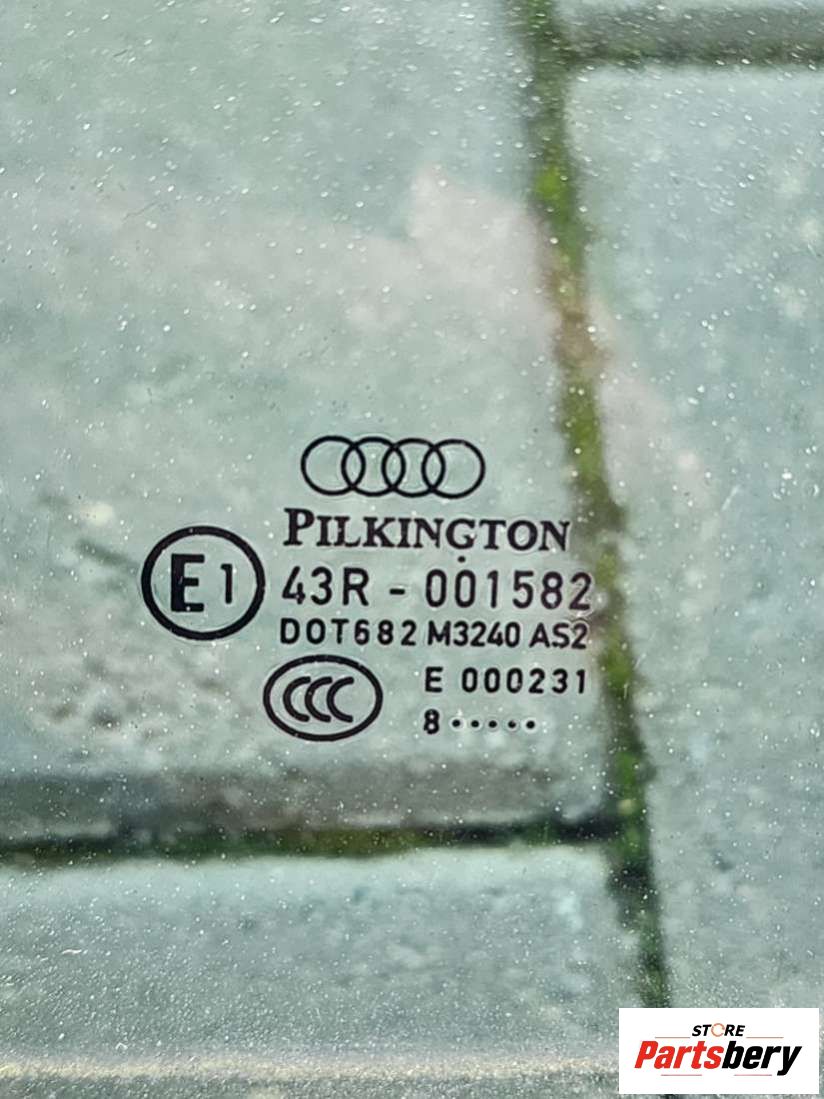 PILKINGTON
E1 43R - 001582
DOT682 M3240 AS2
CCC E 000231
8 •••••
STORE
Partsbery